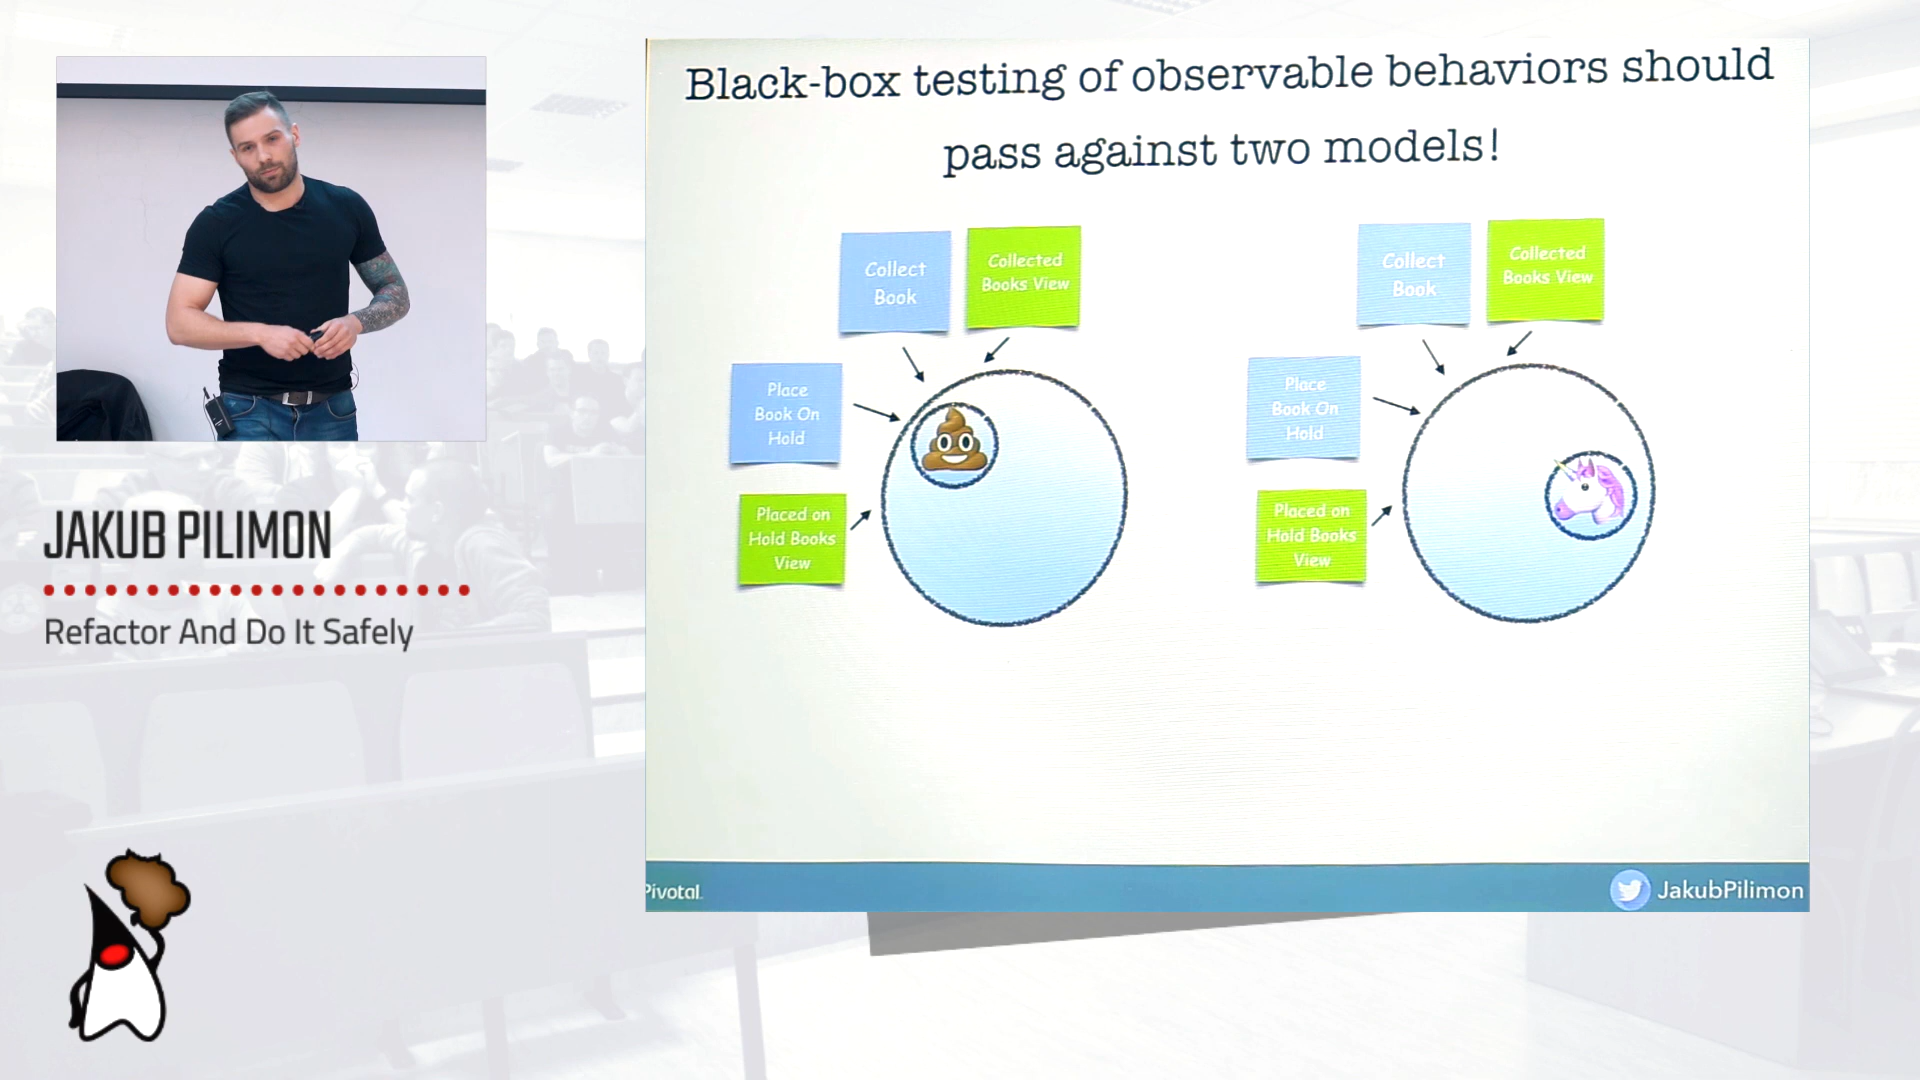 Black-box testing of observable behaviors should
pass against two models!
Collect
Book
Collected
Books View
Place
Book On
Hold
Placed on
Hold Books
View
Collect
Book
Collected
Books View
Place
Book On
Hold
Placed on
Hold Books
View
JAKUB PILIMON
Refactor And Do It Safely
Pivotal.
JakubPilimon